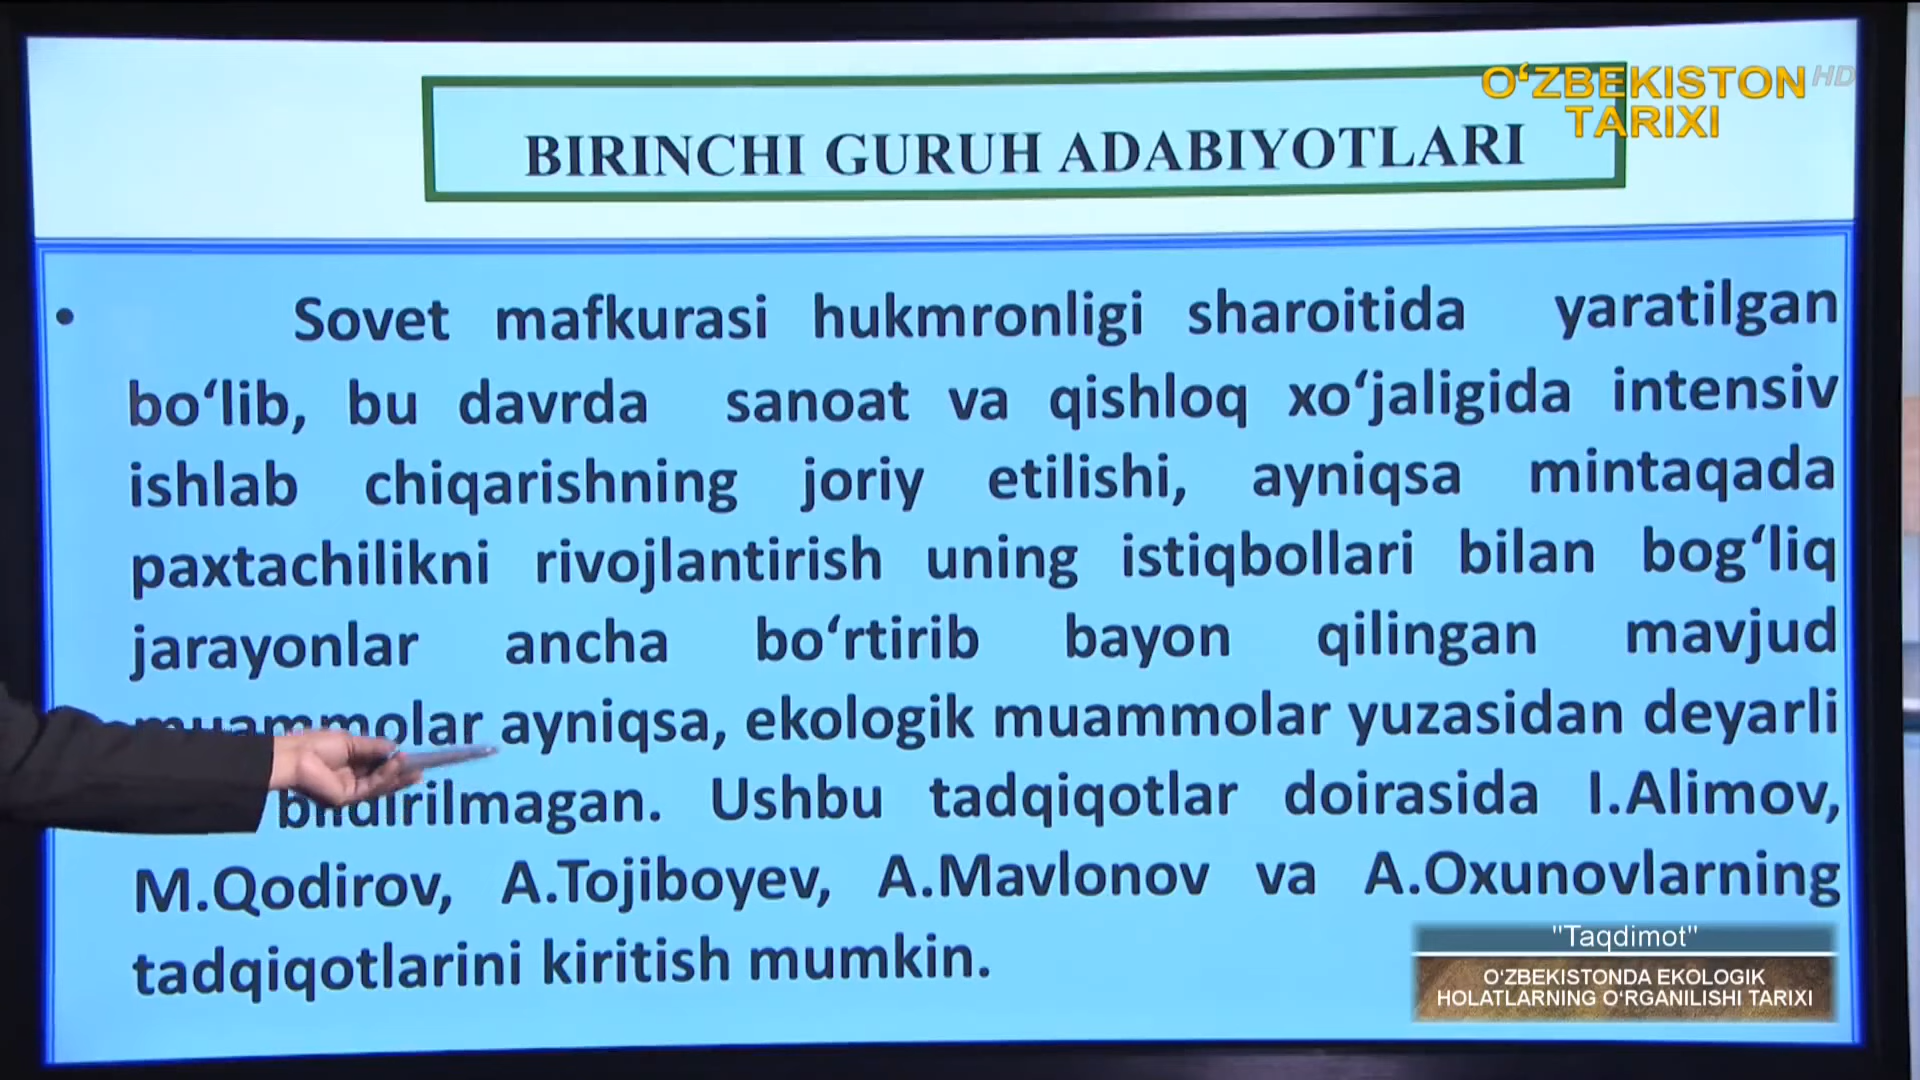 O‘ZBEKISTON HD
TARIXI
BIRINCHI GURUH ADABIYOTLARI
• Sovet mafkurasi hukmronligi sharoitida yaratilgan
bo‘lib, bu davrda sanoat va qishloq xo‘jaligida intensiv
ishlab chiqarishning joriy etilishi, ayniqsa mintaqada
paxtachilikni rivojlantirish uning istiqbollari bilan bog‘liq
jarayonlar ancha bo‘rtirib bayon qilingan mavjud
muammolar ayniqsa, ekologik muammolar yuzasidan deyarli
bildirilmagan. Ushbu tadqiqotlar doirasida I.Alimov,
M.Qodirov, A.Tojiboyev, A.Mavlonov va A.Oxunovlarning
tadqiqotlarini kiritish mumkin.
"Taqdimot"
O‘ZBEKISTONDA EKOLOGIK
HOLATLARNING O‘RGANILISHI TARIXI